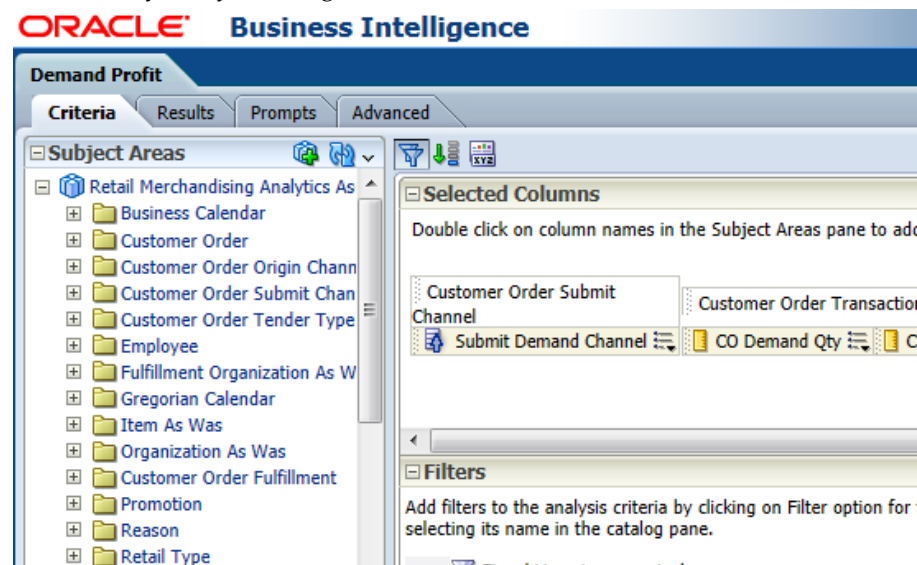 ORACLE Business Intelligence
Demand Profit
Criteria Results Prompts Advanced
Subject Areas
Retail Merchandising Analytics As
Business Calendar
Customer Order
Customer Order Origin Chann
Customer Order Submit Chan
Customer Order Tender Type
Employee
Fulfillment Organization As W
Gregorian Calendar
Item As Was
Organization As Was
Customer Order Fulfillment
Promotion
Reason
Retail Type
xyz
Selected Columns
Double click on column names in the Subject Areas pane to add
Customer Order Submit
Channel
Customer Order Transaction
Submit Demand Channel CO Demand Qty C
Filters
Add filters to the analysis criteria by clicking on Filter option for
selecting its name in the catalog pane.